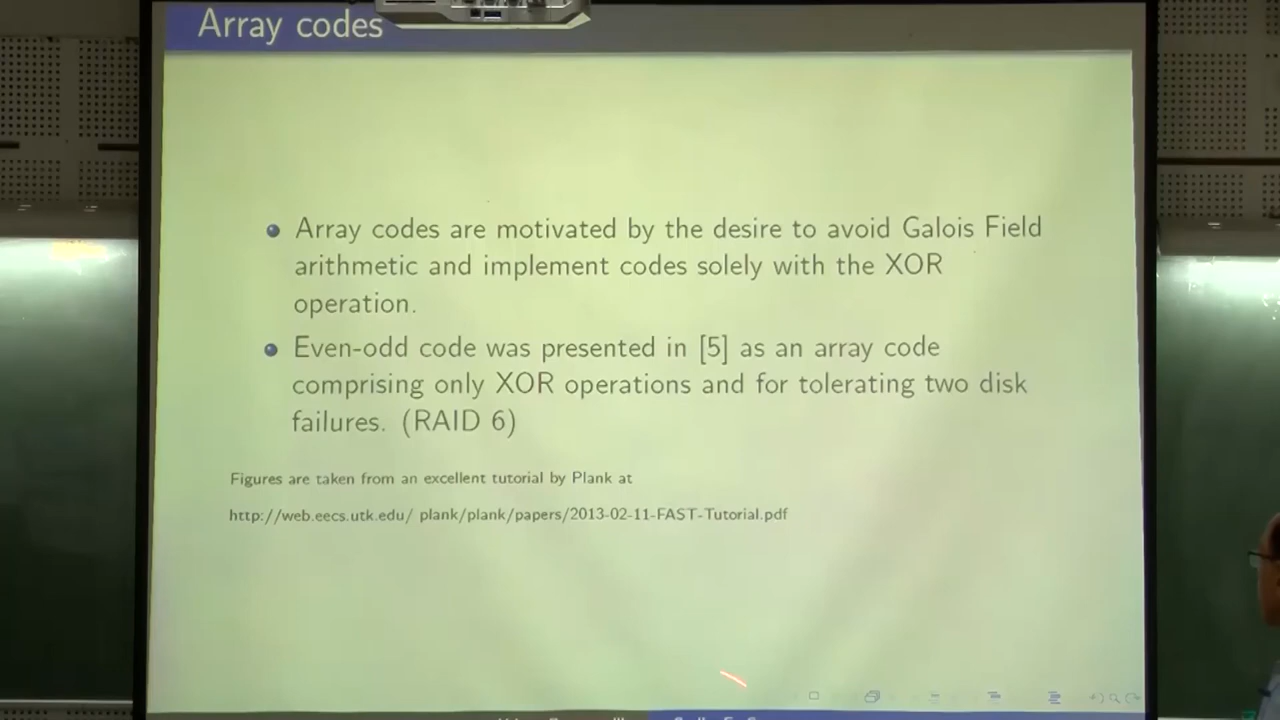 Array codes
Array codes are motivated by the desire to avoid Galois Field
arithmetic and implement codes solely with the XOR
operation.
Even-odd code was presented in [5] as an array code
comprising only XOR operations and for tolerating two disk
failures. (RAID 6)
Figures are taken from an excellent tutorial by Plank at
http://web.eecs.utk.edu/ plank/plank/papers/2013-02-11-FAST-Tutorial.pdf